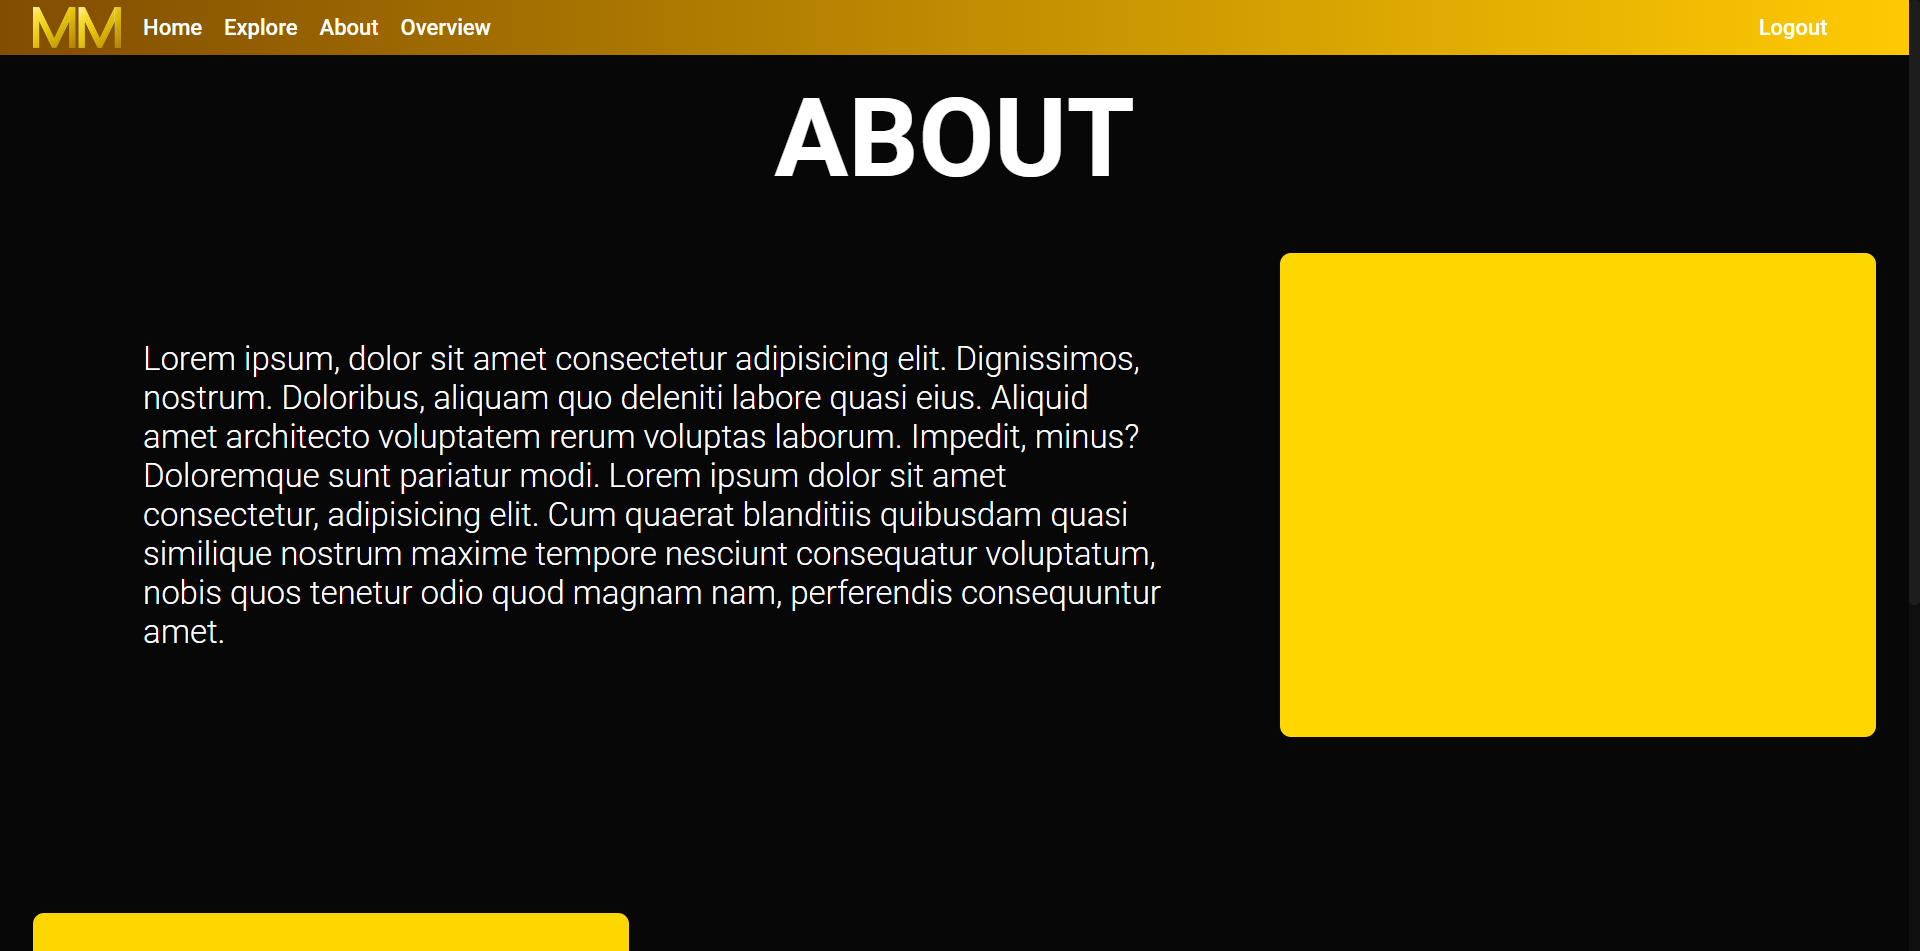 MM Home Explore About Overview Logout
ABOUT
Lorem ipsum, dolor sit amet consectetur adipisicing elit. Dignissimos,
nostrum. Doloribus, aliquam quo deleniti labore quasi eius. Aliquid
amet architecto voluptatem rerum voluptas laborum. Impedit, minus?
Doloremque sunt pariatur modi. Lorem ipsum dolor sit amet
consectetur, adipisicing elit. Cum quaerat blanditiis quibusdam quasi
similique nostrum maxime tempore nesciunt consequatur voluptatum,
nobis quos tenetur odio quod magnam nam, perferendis consequuntur
amet.